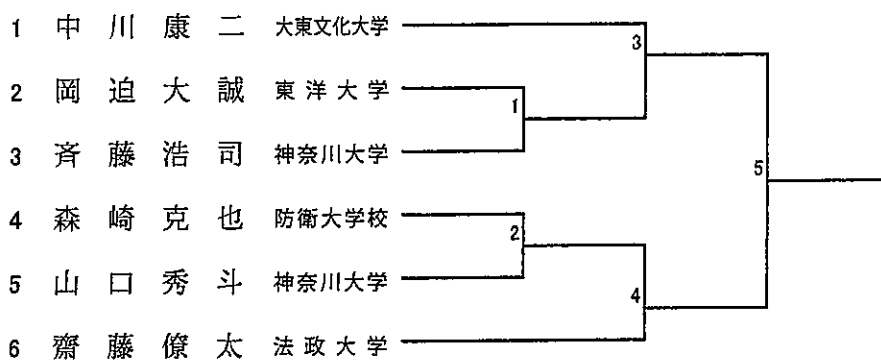 1 中川康二 大東文化大学
3
2 岡迫大誠 東洋大学
1
3 斉藤浩司 神奈川大学
5
4 森崎克也 防衛大学校
2
5 山口秀斗 神奈川大学
4
6 齋藤僚太 法政大学